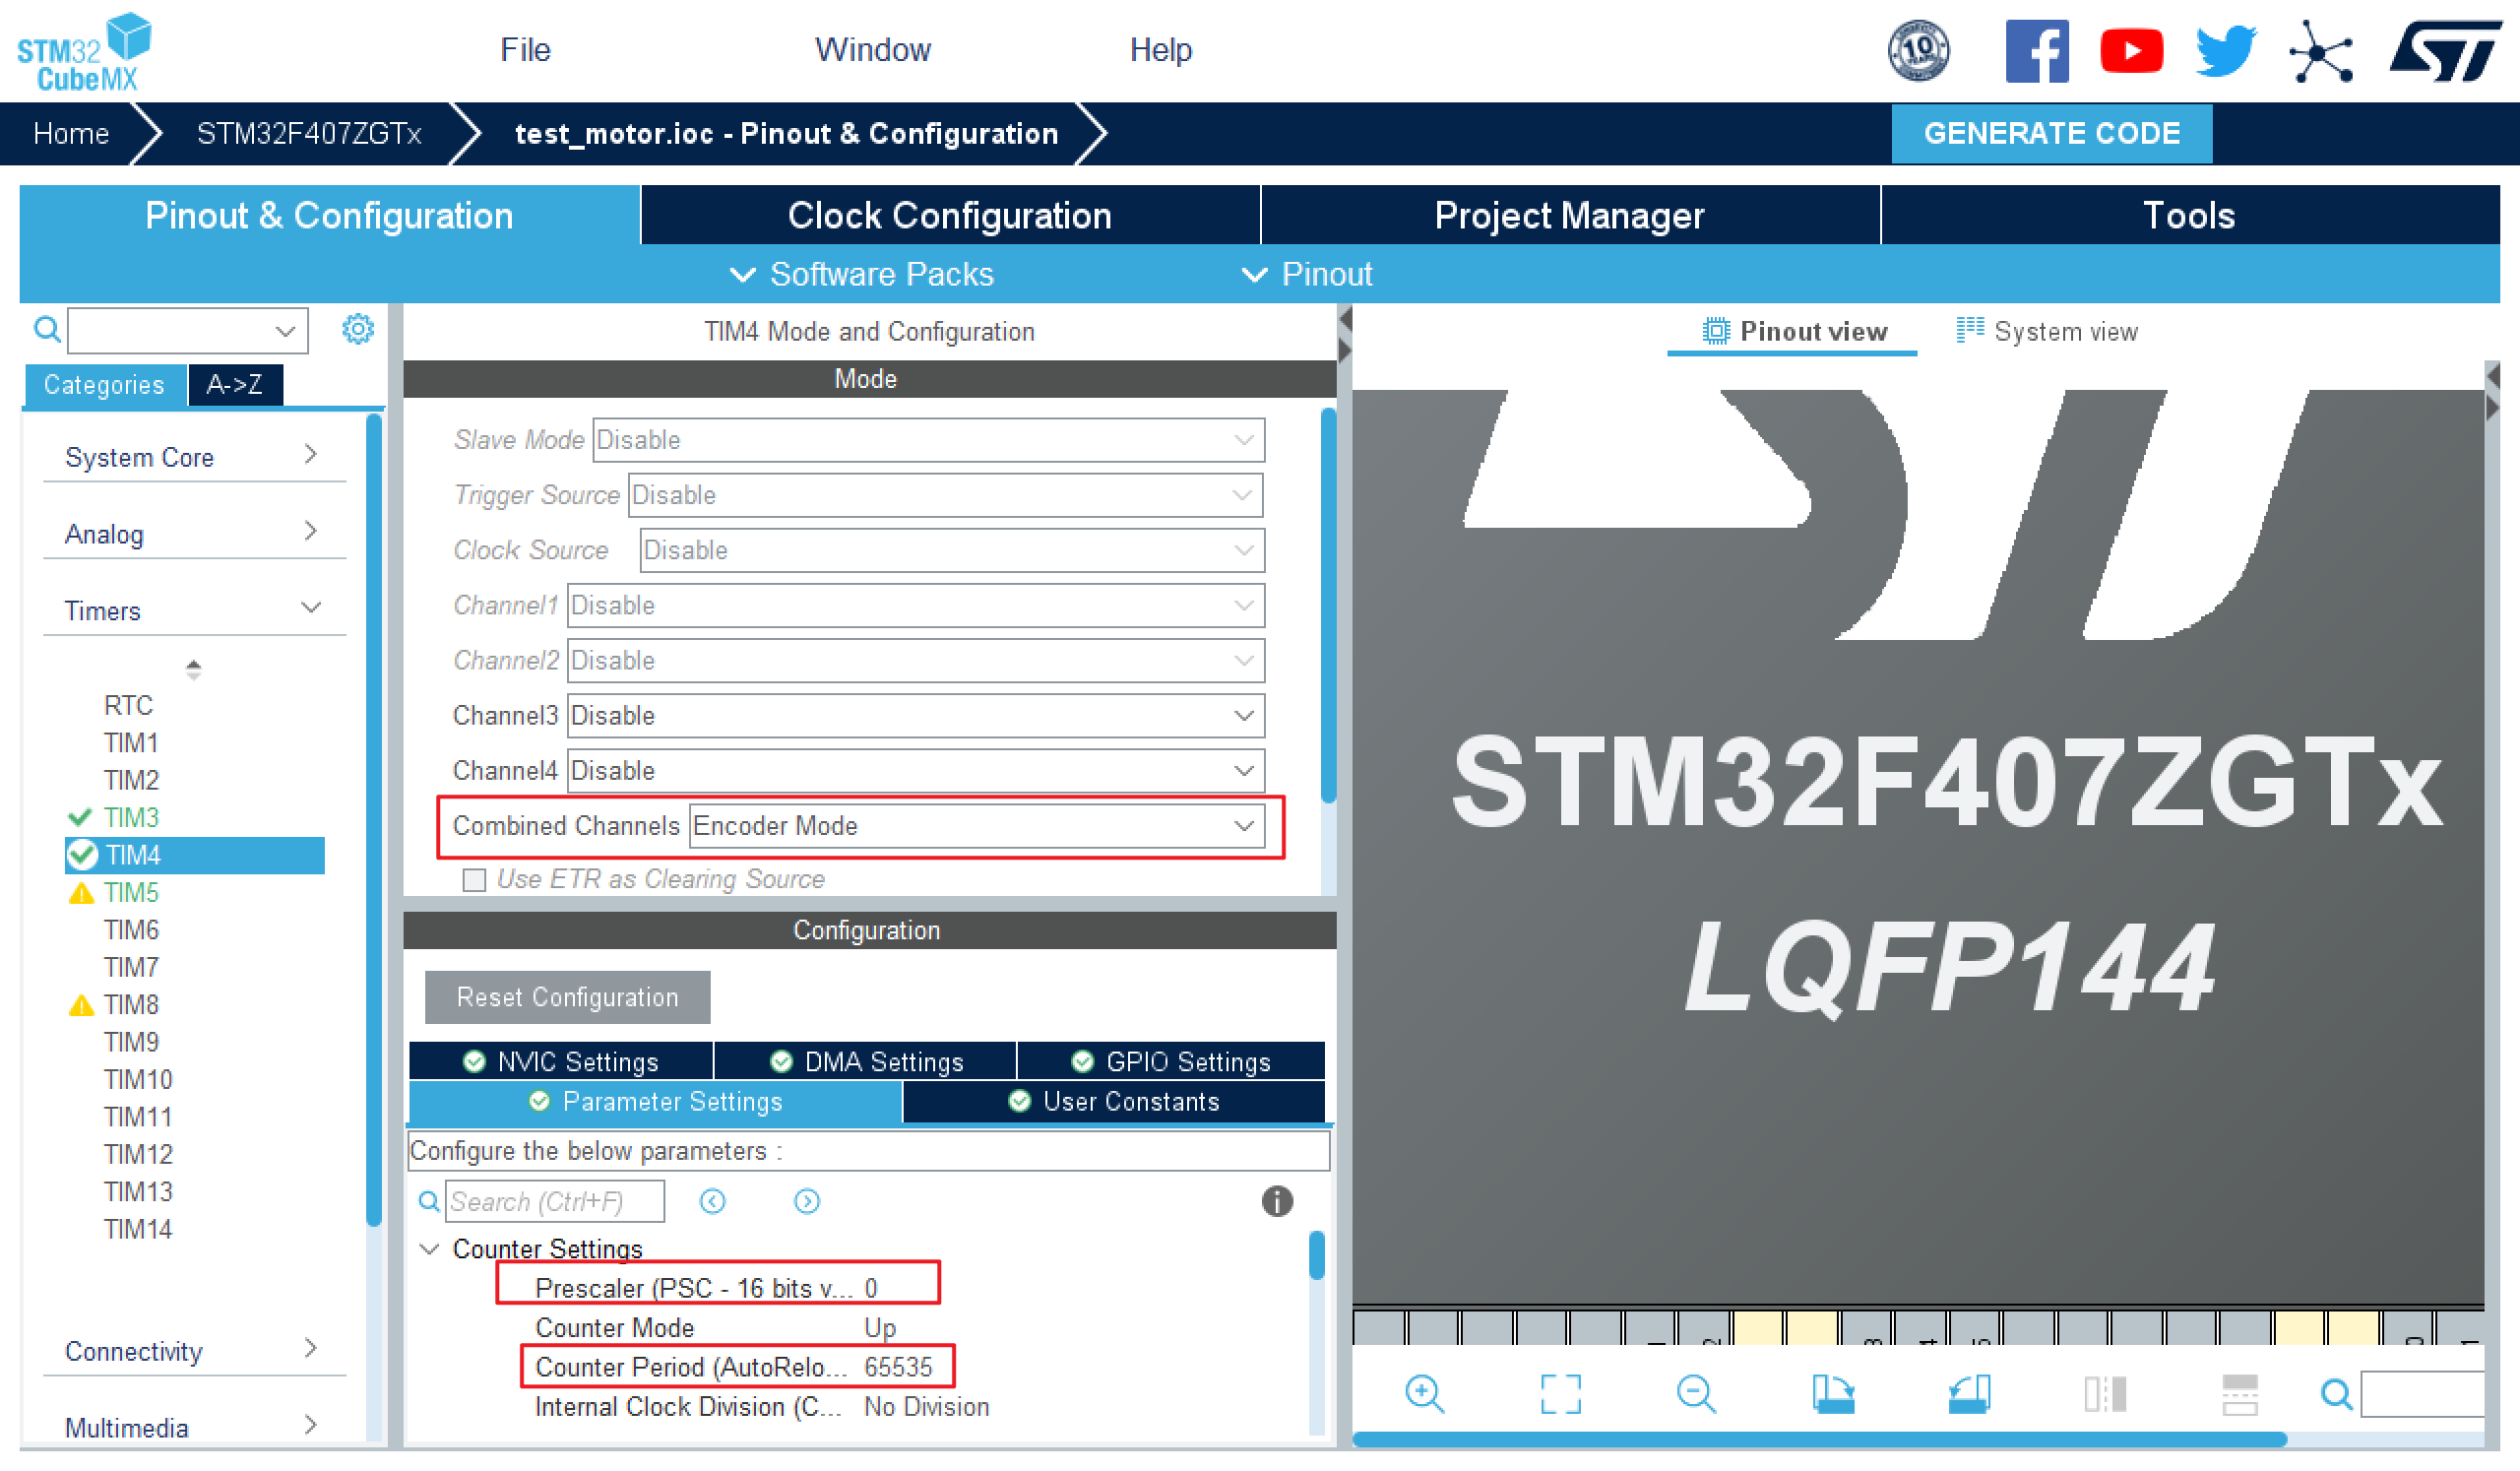 STM32
CubeMX
File
Window
Help
10
YEARS
ST
Home
STM32F407ZGTx
test_motor.ioc - Pinout & Configuration
GENERATE CODE
Pinout & Configuration
Clock Configuration
Project Manager
Tools
Software Packs
Pinout
Categories
A->Z
System Core
Analog
Timers
RTC
TIM1
TIM2
TIM3
TIM4
TIM5
TIM6
TIM7
TIM8
TIM9
TIM10
TIM11
TIM12
TIM13
TIM14
Connectivity
Multimedia
TIM4 Mode and Configuration
Mode
Slave Mode Disable
Trigger Source Disable
Clock Source Disable
Channel1 Disable
Channel2 Disable
Channel3 Disable
Channel4 Disable
Combined Channels Encoder Mode
Use ETR as Clearing Source
Configuration
Reset Configuration
NVIC Settings
DMA Settings
GPIO Settings
Parameter Settings
User Constants
Configure the below parameters :
Search (Ctrl+F)
Counter Settings
Prescaler (PSC - 16 bits v... 0
Counter Mode Up
Counter Period (AutoRelo... 65535
Internal Clock Division (C... No Division
Pinout view
System view
STM32F407ZGTx
LQFP144